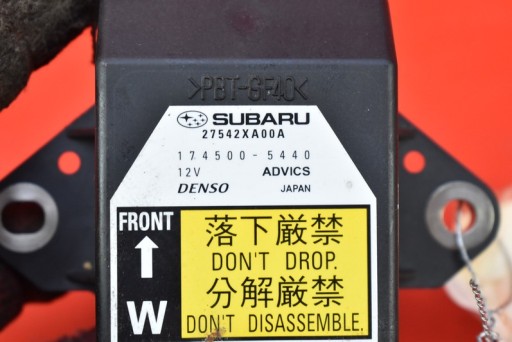 >PBT-GF40<
SUBARU
27542XA00A
174500-5440
12V ADVICS
DENSO JAPAN
FRONT
落下厳禁
DON'T DROP.
分解厳禁
W
DON'T DISASSEMBLE.